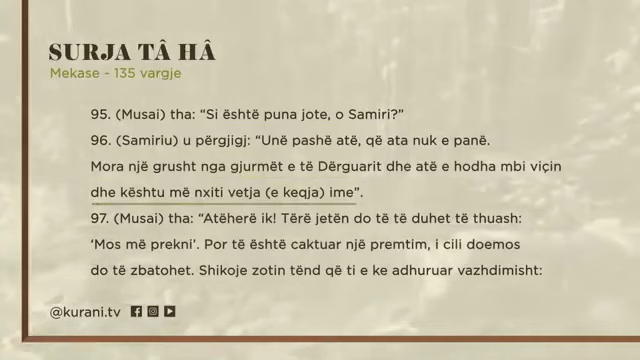 SURJA TÂ HÂ
Mekase - 135 vargje
95. (Musai) tha: “Si është puna jote, o Samiri?”
96. (Samiriu) u përgjigj: “Unë pashë atë, që ata nuk e panë.
Mora një grusht nga gjurmët e të Dërguarit dhe atë e hodha mbi viçin
dhe kështu më nxiti vetja (e keqja) ime”.
97. (Musai) tha: “Atëherë ik! Tërë jetën do të të duhet të thuash:
‘Mos më prekni’. Por të është caktuar një premtim, i cili doemos
do të zbatohet. Shikoje zotin tënd që ti e ke adhuruar vazhdimisht:
@kurani.tv